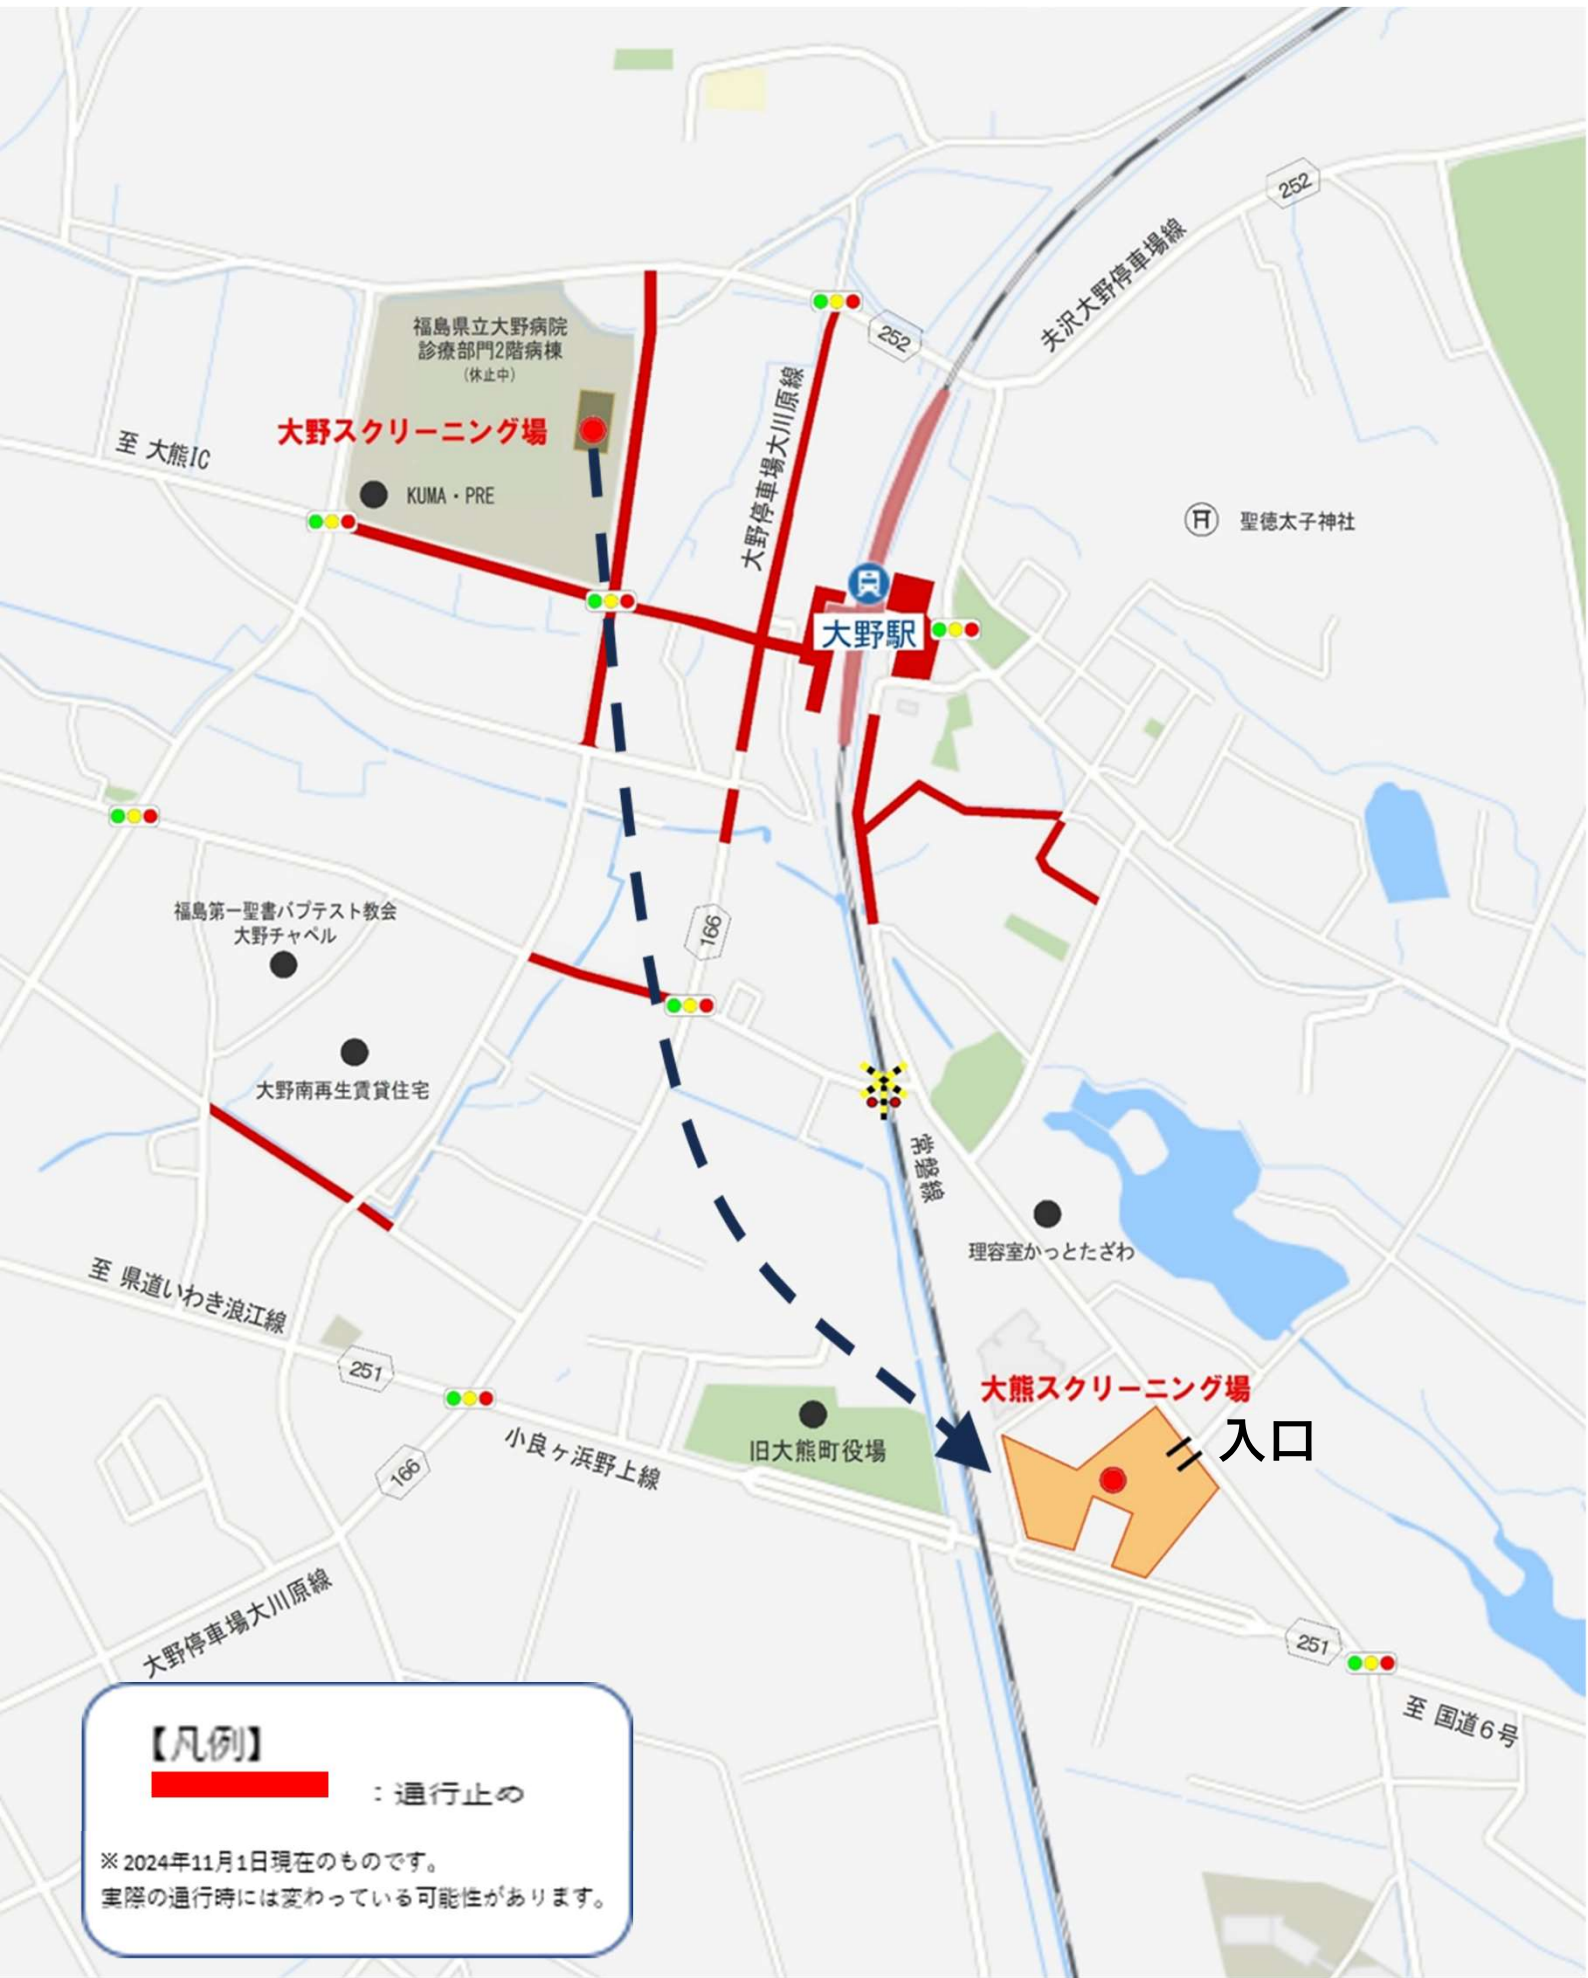 252
夫沢大野停車場線
福島県立大野病院
診療部門2階病棟
(休止中)
252
大野停車場大川原線
大野スクリーニング場
至 大熊IC
KUMA・PRE
聖徳太子神社
大野駅
福島第一聖書バプテスト教会
大野チャペル
166
大野南再生賃貸住宅
常磐線
理容室かっとたざわ
至 県道いわき浪江線
251
大熊スクリーニング場
入口
旧大熊町役場
小良ヶ浜野上線
166
大野停車場大川原線
251
至 国道6号
【凡例】
：通行止め
※2024年11月1日現在のものです。
実際の通行時には変わっている可能性があります。